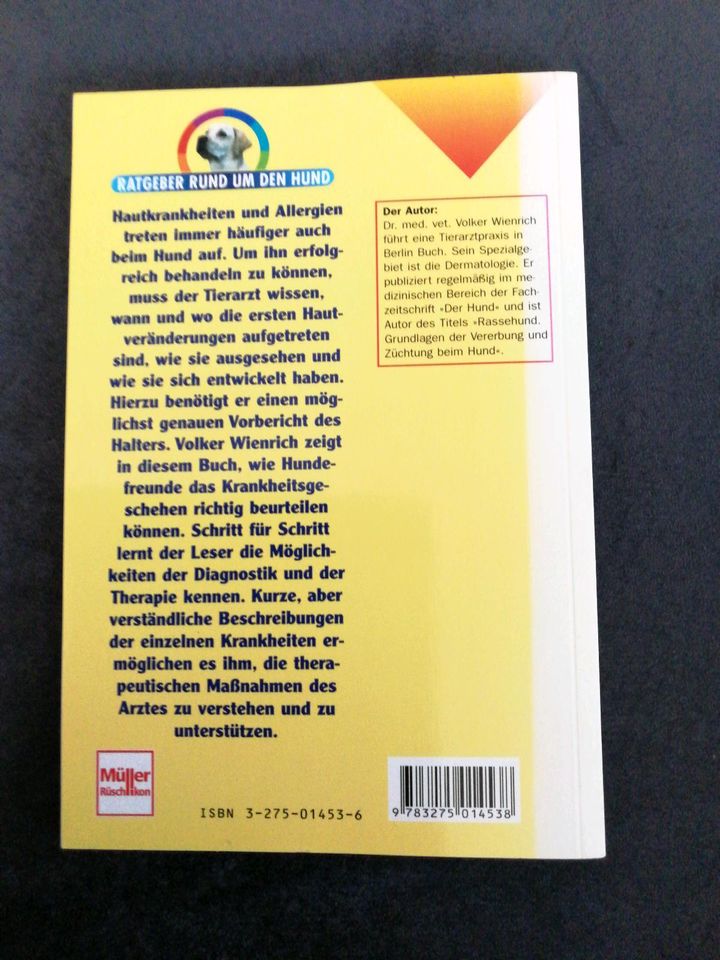 RATGEBER RUND UM DEN HUND
Hautkrankheiten und Allergien
treten immer häufiger auch
beim Hund auf. Um ihn erfolg-
reich behandeln zu können,
muss der Tierarzt wissen,
wann und wo die ersten Haut-
veränderungen aufgetreten
sind, wie sie ausgesehen und
wie sie sich entwickelt haben.
Hierzu benötigt er einen mög-
lichst genauen Vorbericht des
Halters. Volker Wienrich zeigt
in diesem Buch, wie Hunde-
freunde das Krankheitsge-
schehen richtig beurteilen
können. Schritt für Schritt
lernt der Leser die Möglich-
keiten der Diagnostik und der
Therapie kennen. Kurze, aber
verständliche Beschreibungen
der einzelnen Krankheiten er-
möglichen es ihm, die thera-
peutischen Maßnahmen des
Arztes zu verstehen und zu
unterstützen.
Der Autor:
Dr. med. vet. Volker Wienrich
führt eine Tierarztpraxis in
Berlin Buch. Sein Spezialge-
biet ist die Dermatologie. Er
publiziert regelmäßig im me-
dizinischen Bereich der Fach-
zeitschrift »Der Hund« und ist
Autor des Titels »Rassehund.
Grundlagen der Vererbung und
Züchtung beim Hund«.
Müller
Rüschlikon
ISBN 3-275-01453-6
9 783275 014538